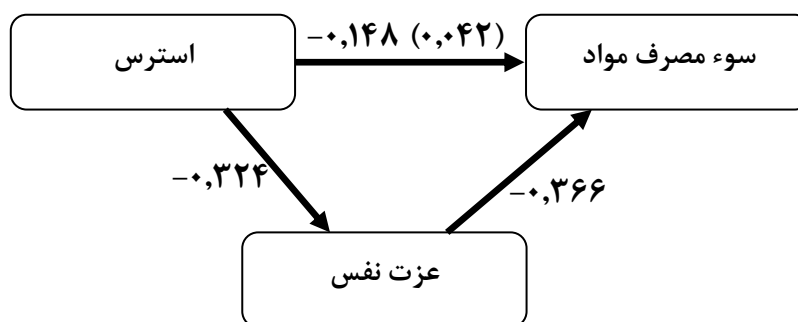 استرس
−۰,۱۴۸ (۰,۰۴۲)
سوء مصرف مواد
−۰,۳۲۴
−۰,۳۶۶
عزت نفس